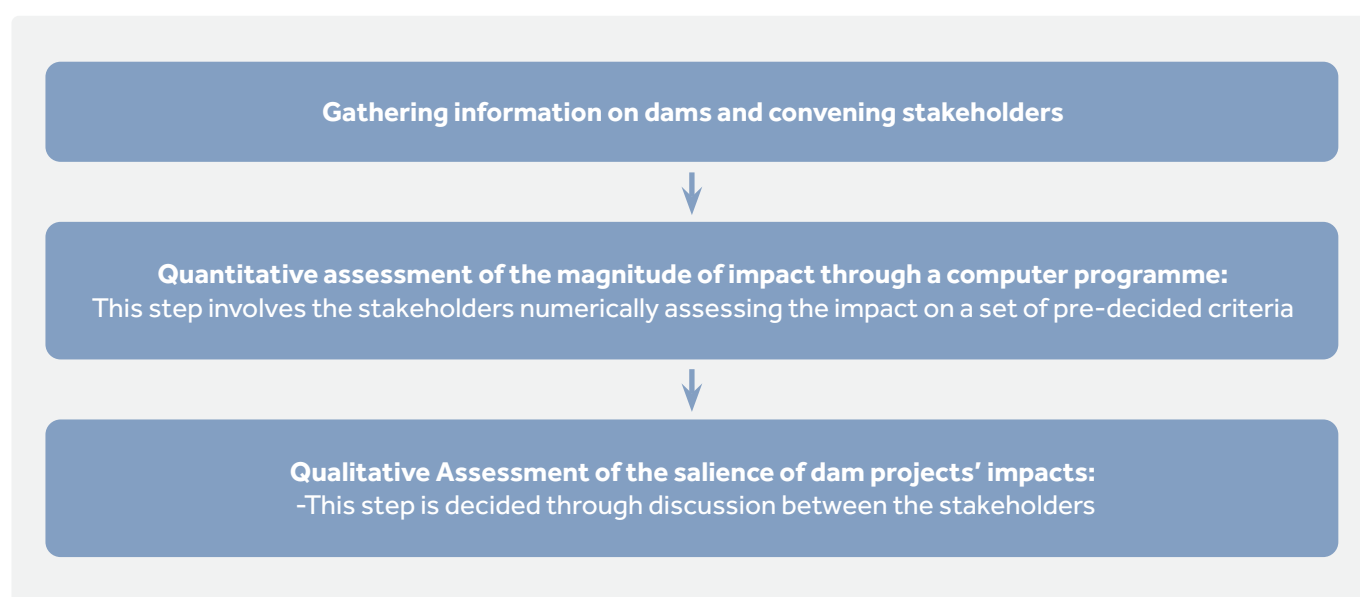 Gathering information on dams and convening stakeholders
Quantitative assessment of the magnitude of impact through a computer programme:
This step involves the stakeholders numerically assessing the impact on a set of pre-decided criteria
Qualitative Assessment of the salience of dam projects’ impacts:
-This step is decided through discussion between the stakeholders